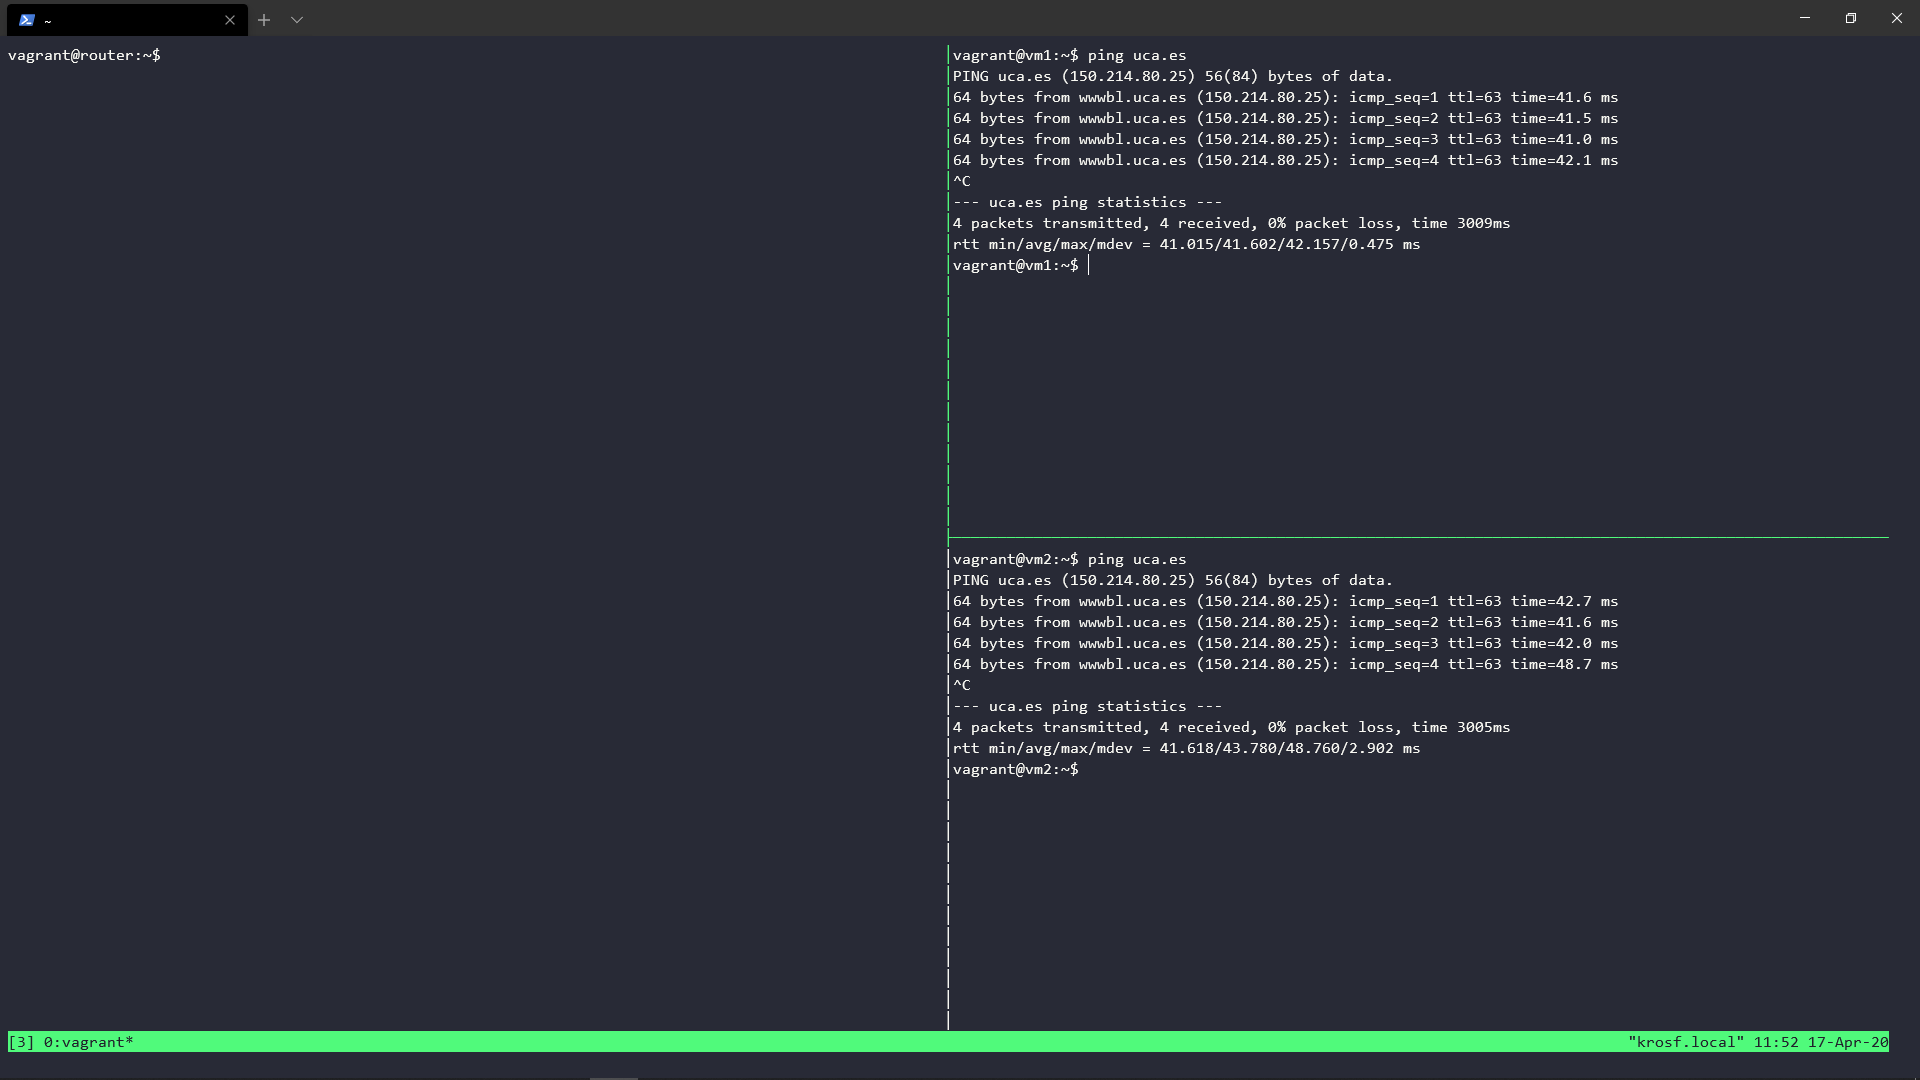 ~
vagrant@router:~$
vagrant@vm1:~$ ping uca.es
PING uca.es (150.214.80.25) 56(84) bytes of data.
64 bytes from wwwbl.uca.es (150.214.80.25): icmp_seq=1 ttl=63 time=41.6 ms
64 bytes from wwwbl.uca.es (150.214.80.25): icmp_seq=2 ttl=63 time=41.5 ms
64 bytes from wwwbl.uca.es (150.214.80.25): icmp_seq=3 ttl=63 time=41.0 ms
64 bytes from wwwbl.uca.es (150.214.80.25): icmp_seq=4 ttl=63 time=42.1 ms
^C
--- uca.es ping statistics ---
4 packets transmitted, 4 received, 0% packet loss, time 3009ms
rtt min/avg/max/mdev = 41.015/41.602/42.157/0.475 ms
vagrant@vm1:~$
vagrant@vm2:~$ ping uca.es
PING uca.es (150.214.80.25) 56(84) bytes of data.
64 bytes from wwwbl.uca.es (150.214.80.25): icmp_seq=1 ttl=63 time=42.7 ms
64 bytes from wwwbl.uca.es (150.214.80.25): icmp_seq=2 ttl=63 time=41.6 ms
64 bytes from wwwbl.uca.es (150.214.80.25): icmp_seq=3 ttl=63 time=42.0 ms
64 bytes from wwwbl.uca.es (150.214.80.25): icmp_seq=4 ttl=63 time=48.7 ms
^C
--- uca.es ping statistics ---
4 packets transmitted, 4 received, 0% packet loss, time 3005ms
rtt min/avg/max/mdev = 41.618/43.780/48.760/2.902 ms
vagrant@vm2:~$
[3] 0:vagrant* "krosf.local" 11:52 17-Apr-20